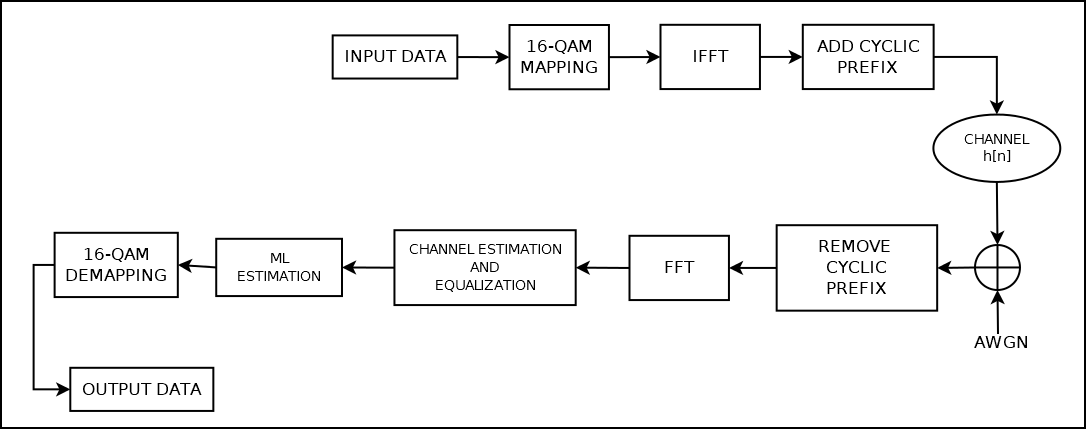 INPUT DATA
16-QAM
MAPPING
IFFT
ADD CYCLIC
PREFIX
CHANNEL
h[n]
AWGN
REMOVE
CYCLIC
PREFIX
FFT
CHANNEL ESTIMATION
AND
EQUALIZATION
ML
ESTIMATION
16-QAM
DEMAPPING
OUTPUT DATA